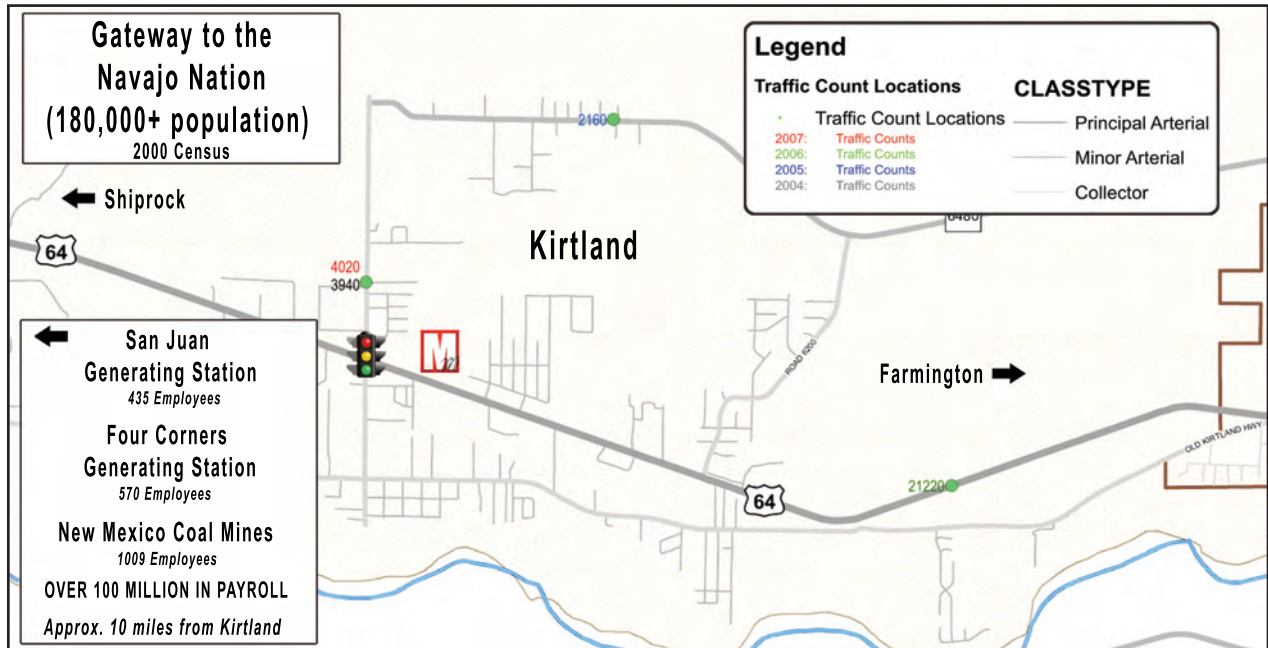 Gateway to the
Navajo Nation
(180,000+ population)
2000 Census
Shiprock
64
Legend
Traffic Count Locations
Traffic Count Locations
2007: Traffic Counts
2006: Traffic Counts
2005: Traffic Counts
2004: Traffic Counts
CLASSTYPE
Principal Arterial
Minor Arterial
Collector
2160
6480
Kirtland
4020
3940
M
ROAD 6200
Farmington
OLD KIRTLAND HWY
21220
64
San Juan
Generating Station
435 Employees
Four Corners
Generating Station
570 Employees
New Mexico Coal Mines
1009 Employees
OVER 100 MILLION IN PAYROLL
Approx. 10 miles from Kirtland